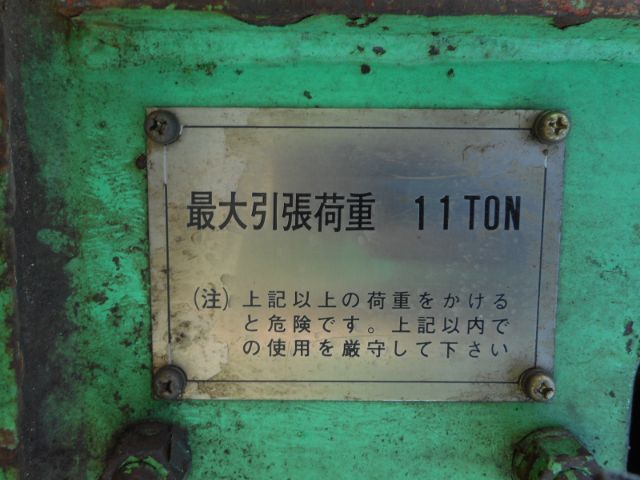 最大引張荷重 11TON
(注)上記以上の荷重をかける
と危険です。上記以内で
の使用を厳守して下さい